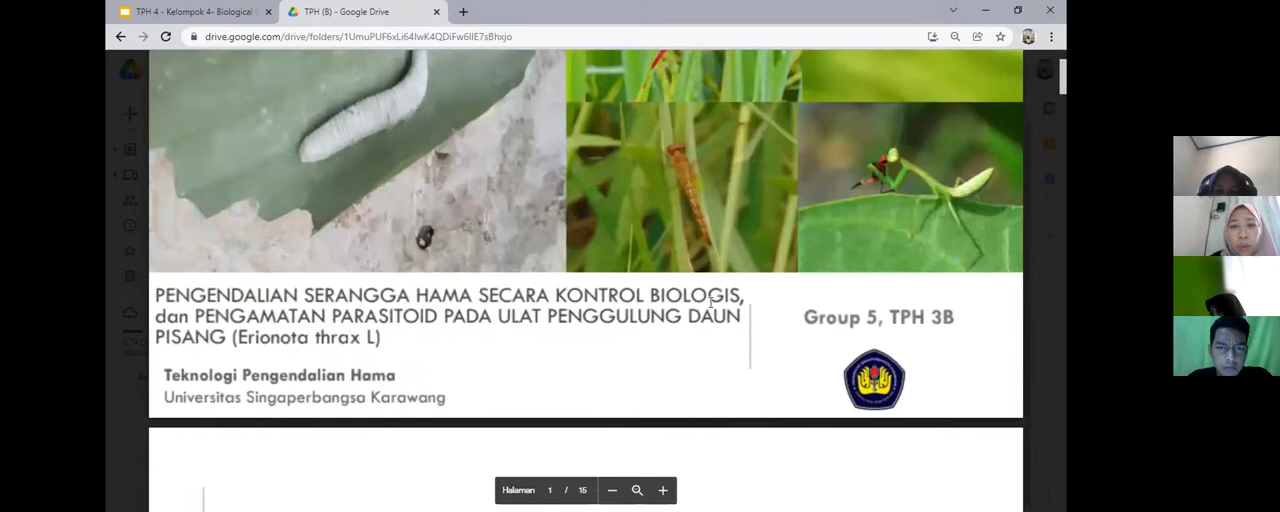 TPH 4 - Kelompok 4- Biological
TPH (B) - Google Drive
drive.google.com/drive/folders/1UmuPUF6xLi64IwK4QDiFw6IIE7sBhxjo
PENGENDALIAN SERANGGA HAMA SECARA KONTROL BIOLOGIS,
dan PENGAMATAN PARASITOID PADA ULAT PENGGULUNG DAUN
PISANG (Erionota thrax L)
Group 5, TPH 3B
Teknologi Pengendalian Hama
Universitas Singaperbangsa Karawang
Halaman 1 / 15